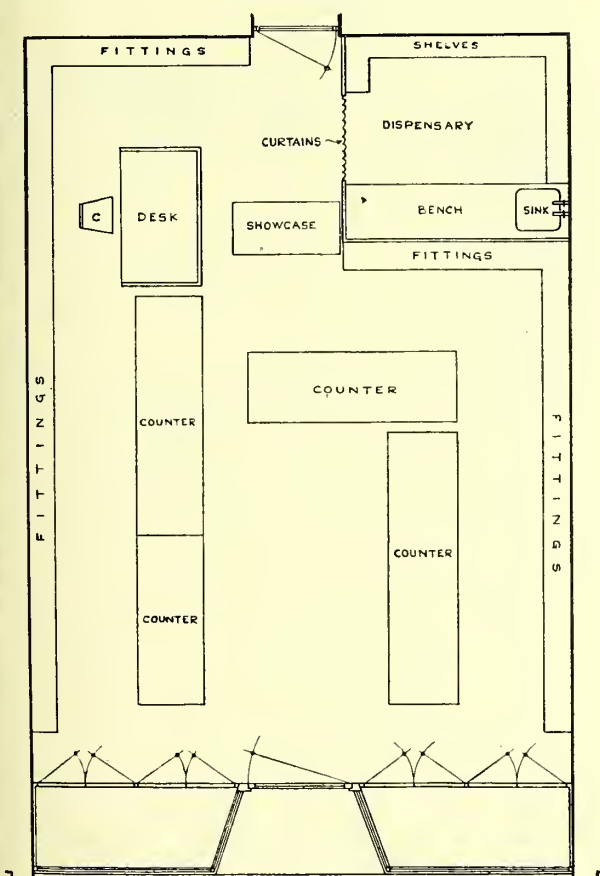 FITTINGS
SHELVES
DISPENSARY
CURTAINS
C
DESK
SHOWCASE
BENCH
SINK
FITTINGS
COUNTER
FITTINGS
COUNTER
FITTINGS
COUNTER
COUNTER